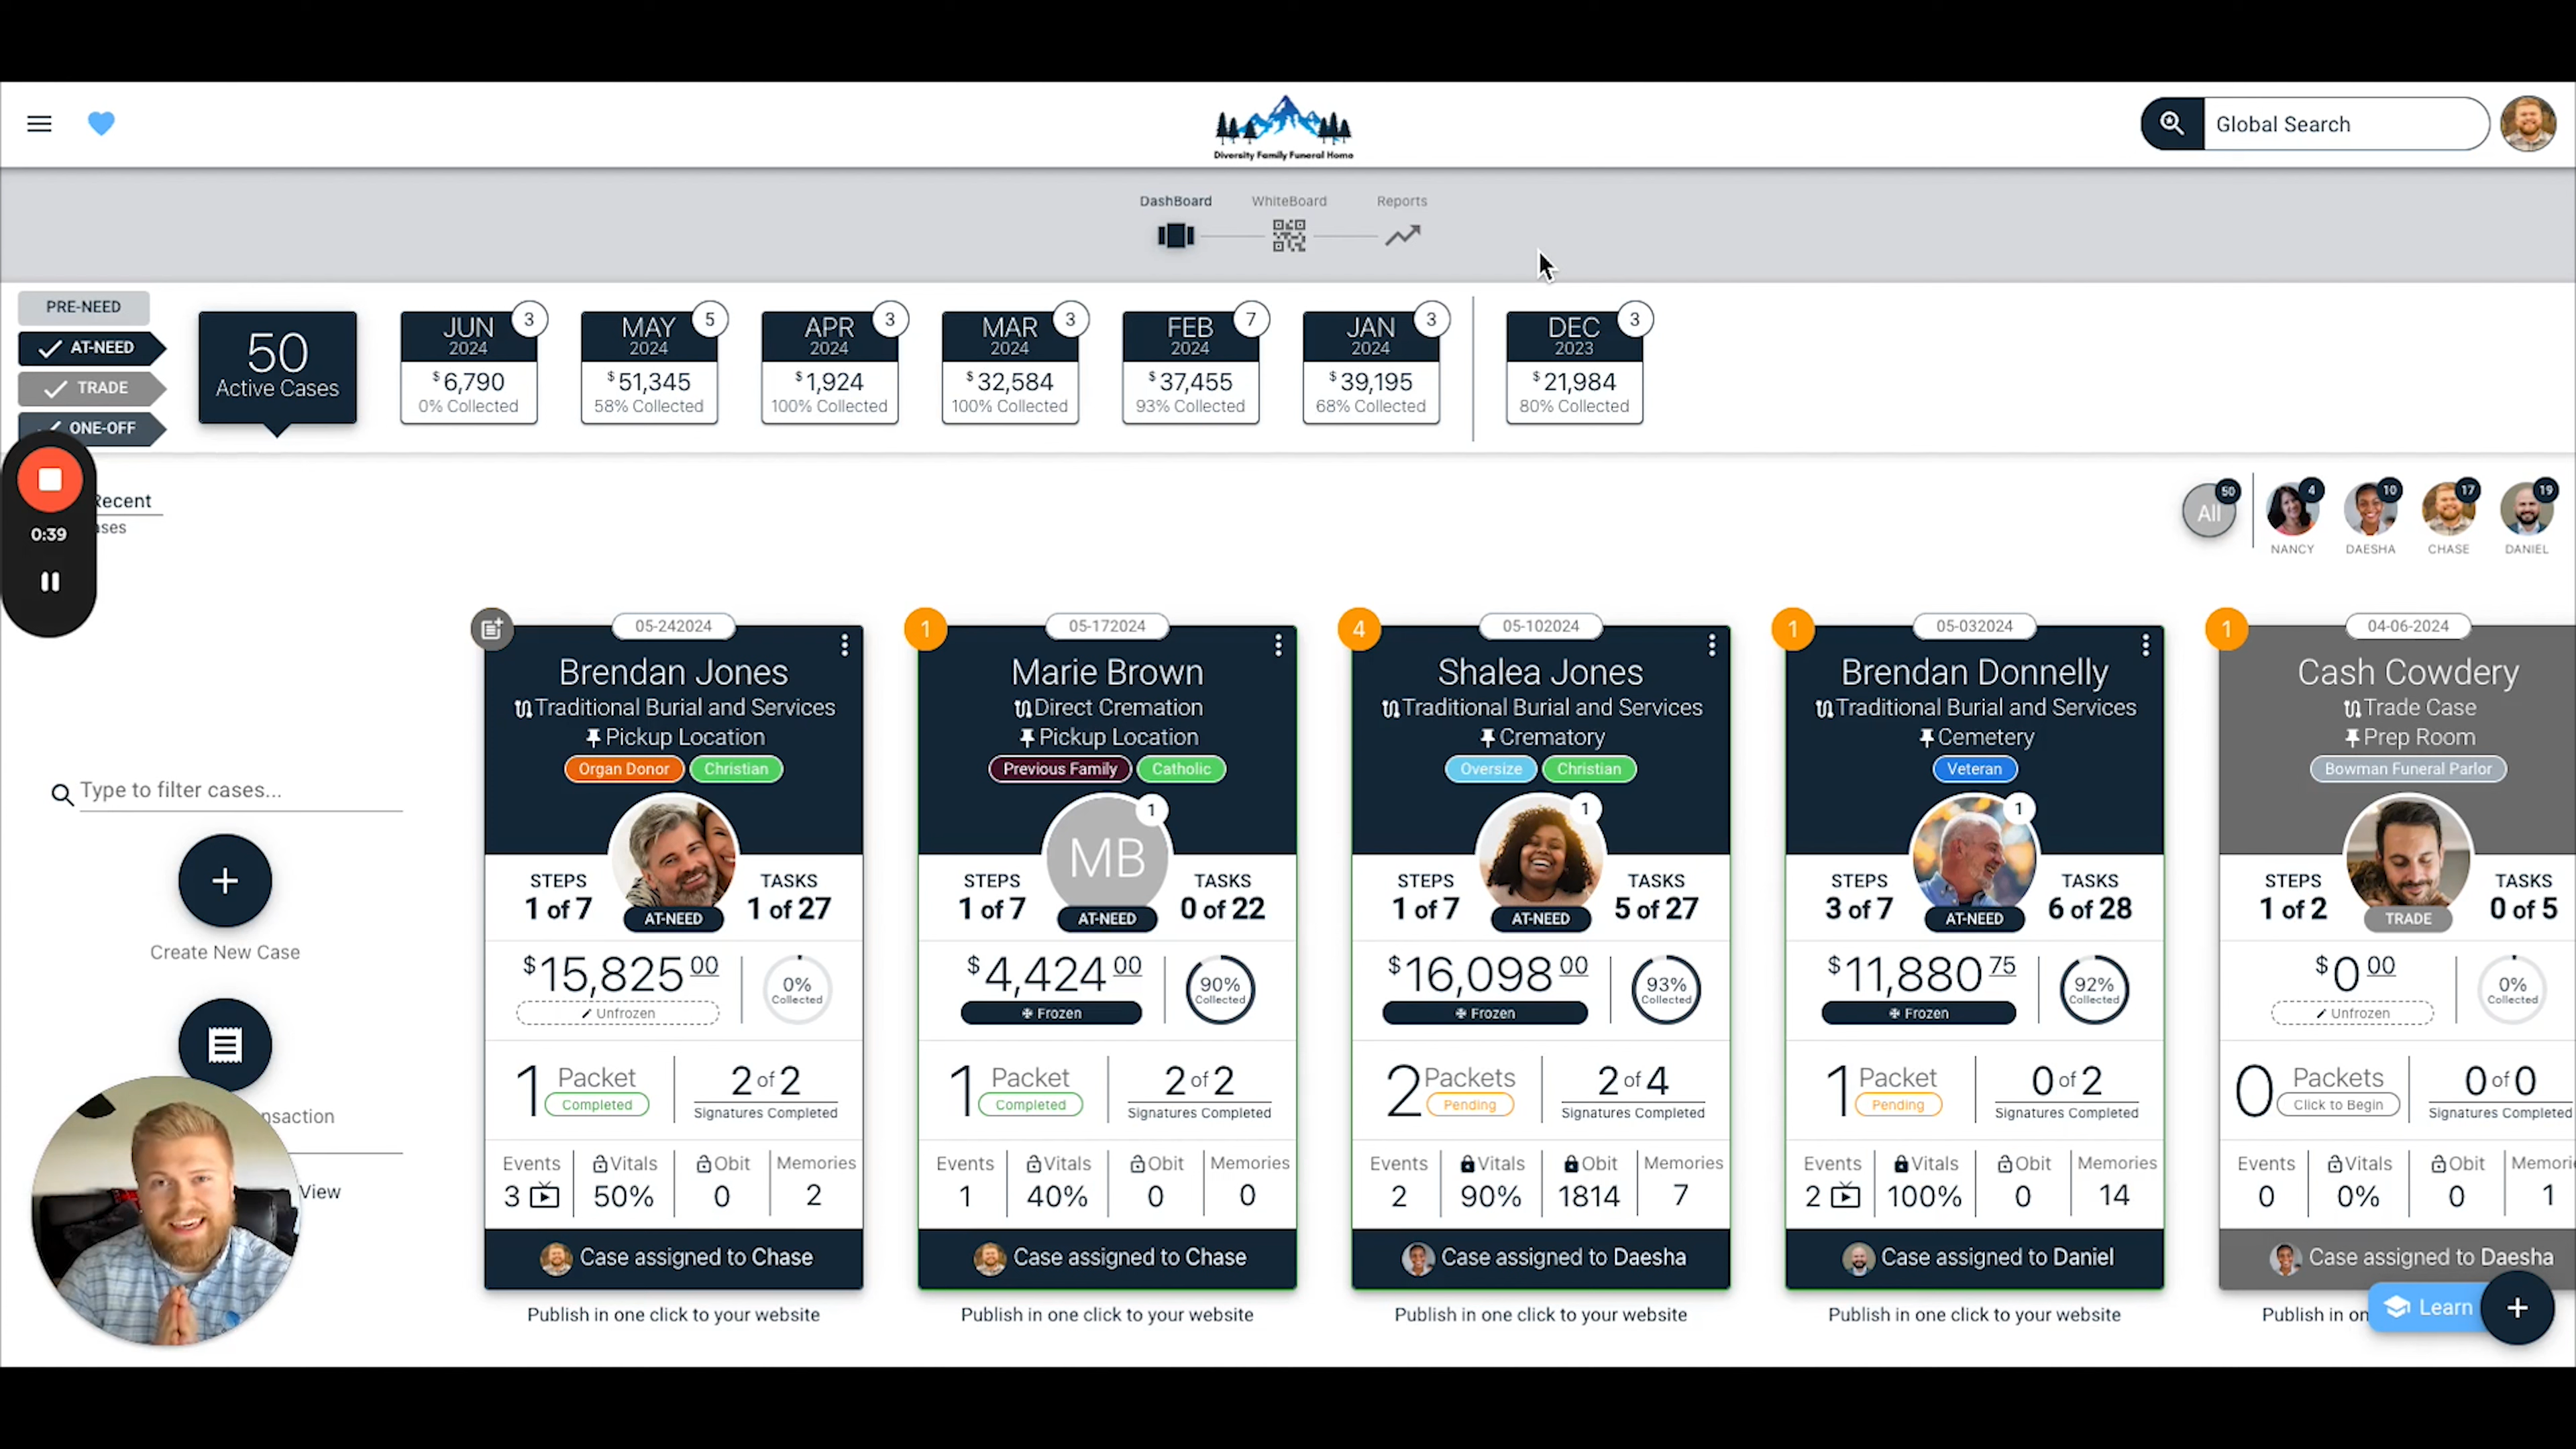 Diversity Family Funeral Home
Global Search
DashBoard
WhiteBoard
Reports
PRE-NEED
AT-NEED
TRADE
ONE-OFF
50
Active Cases
JUN
2024
3
$6,790
0% Collected
MAY
2024
5
$51,345
58% Collected
APR
2024
3
$1,924
100% Collected
MAR
2024
3
$32,584
100% Collected
FEB
2024
7
$37,455
93% Collected
JAN
2024
3
$39,195
68% Collected
DEC
2023
3
$21,984
80% Collected
0:39
Recent
ases
All
50
4
NANCY
10
DAESHA
17
CHASE
19
DANIEL
Type to filter cases...
Create New Case
nsaction
View
05-242024
Brendan Jones
Traditional Burial and Services
Pickup Location
Organ Donor
Christian
STEPS
1 of 7
AT-NEED
TASKS
1 of 27
$15,825 00
Unfrozen
0%
Collected
1 Packet
Completed
2 of 2
Signatures Completed
Events
3
Vitals
50%
Obit
0
Memories
2
Case assigned to Chase
Publish in one click to your website
1
05-172024
Marie Brown
Direct Cremation
Pickup Location
Previous Family
Catholic
MB
1
STEPS
1 of 7
AT-NEED
TASKS
0 of 22
$4,424 00
Frozen
90%
Collected
1 Packet
Completed
2 of 2
Signatures Completed
Events
1
Vitals
40%
Obit
0
Memories
0
Case assigned to Chase
Publish in one click to your website
4
05-102024
Shalea Jones
Traditional Burial and Services
Crematory
Oversize
Christian
1
STEPS
1 of 7
AT-NEED
TASKS
5 of 27
$16,098 00
Frozen
93%
Collected
2 Packets
Pending
2 of 4
Signatures Completed
Events
2
Vitals
90%
Obit
1814
Memories
7
Case assigned to Daesha
Publish in one click to your website
1
05-032024
Brendan Donnelly
Traditional Burial and Services
Cemetery
Veteran
1
STEPS
3 of 7
AT-NEED
TASKS
6 of 28
$11,880 75
Frozen
92%
Collected
1 Packet
Pending
0 of 2
Signatures Completed
Events
2
Vitals
100%
Obit
0
Memories
14
Case assigned to Daniel
Publish in one click to your website
1
04-06-2024
Cash Cowdery
Trade Case
Prep Room
Bowman Funeral Parlor
STEPS
1 of 2
TRADE
TASKS
0 of 5
$0 00
Unfrozen
0%
Collected
0 Packets
Click to Begin
0 of 0
Signatures Completed
Events
0
Vitals
0%
Obit
0
Memori
1
Case assigned to Daesha
Publish in on
Learn